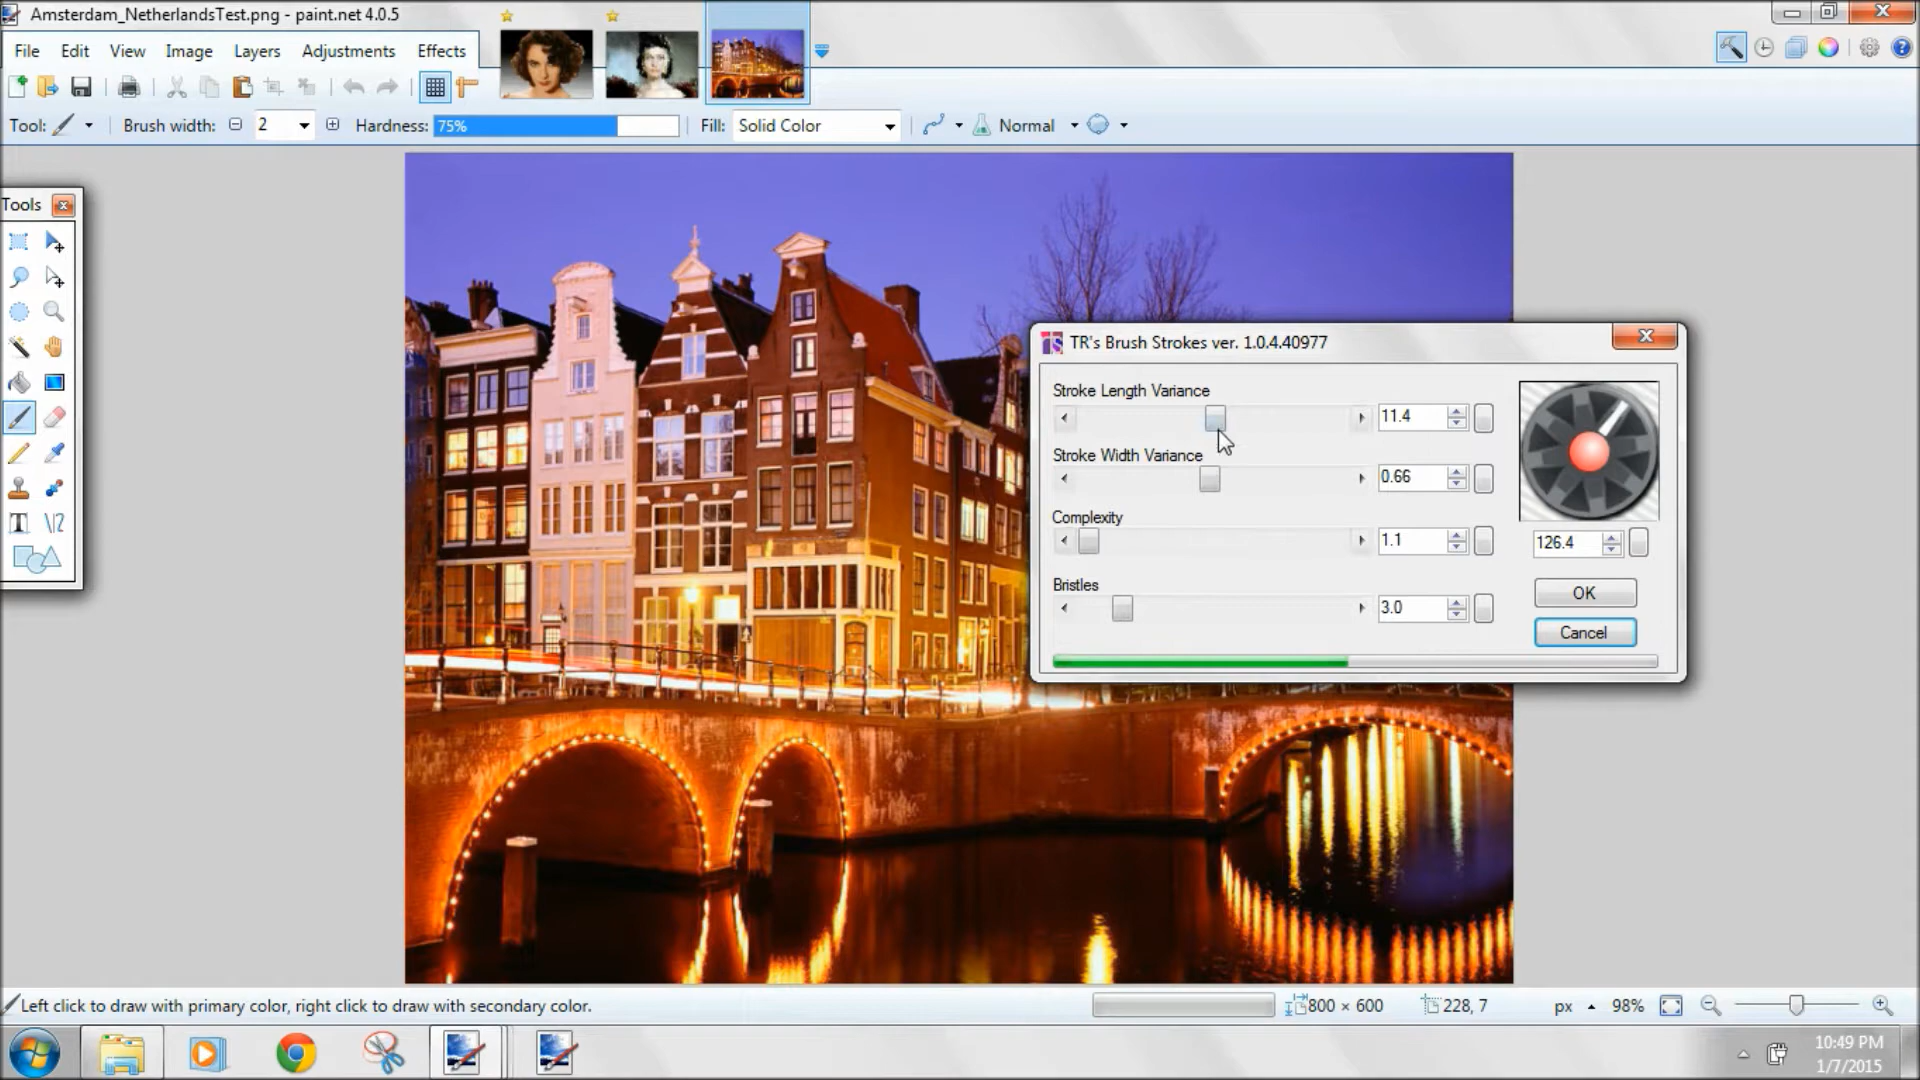 Amsterdam_NetherlandsTest.png - paint.net 4.0.5
File Edit View Image Layers Adjustments Effects
Tool: Brush width: 2 Hardness: 75% Fill: Solid Color Normal
Tools
TR's Brush Strokes ver. 1.0.4.40977
Stroke Length Variance
11.4
Stroke Width Variance
0.66
Complexity
1.1
126.4
Bristles
3.0
OK
Cancel
Left click to draw with primary color, right click to draw with secondary color.
800 × 600 228, 7 px 98%
10:49 PM
1/7/2015